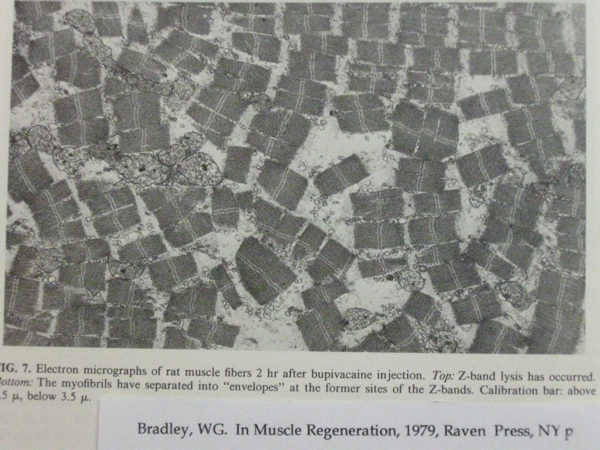 IG. 7. Electron micrographs of rat muscle fibers 2 hr after bupivacaine injection. Top: Z-band lysis has occurred.
ottom: The myofibrils have separated into "envelopes" at the former sites of the Z-bands. Calibration bar: above
.5 μ, below 3.5 μ.
Bradley, WG. In Muscle Regeneration, 1979, Raven Press, NY p